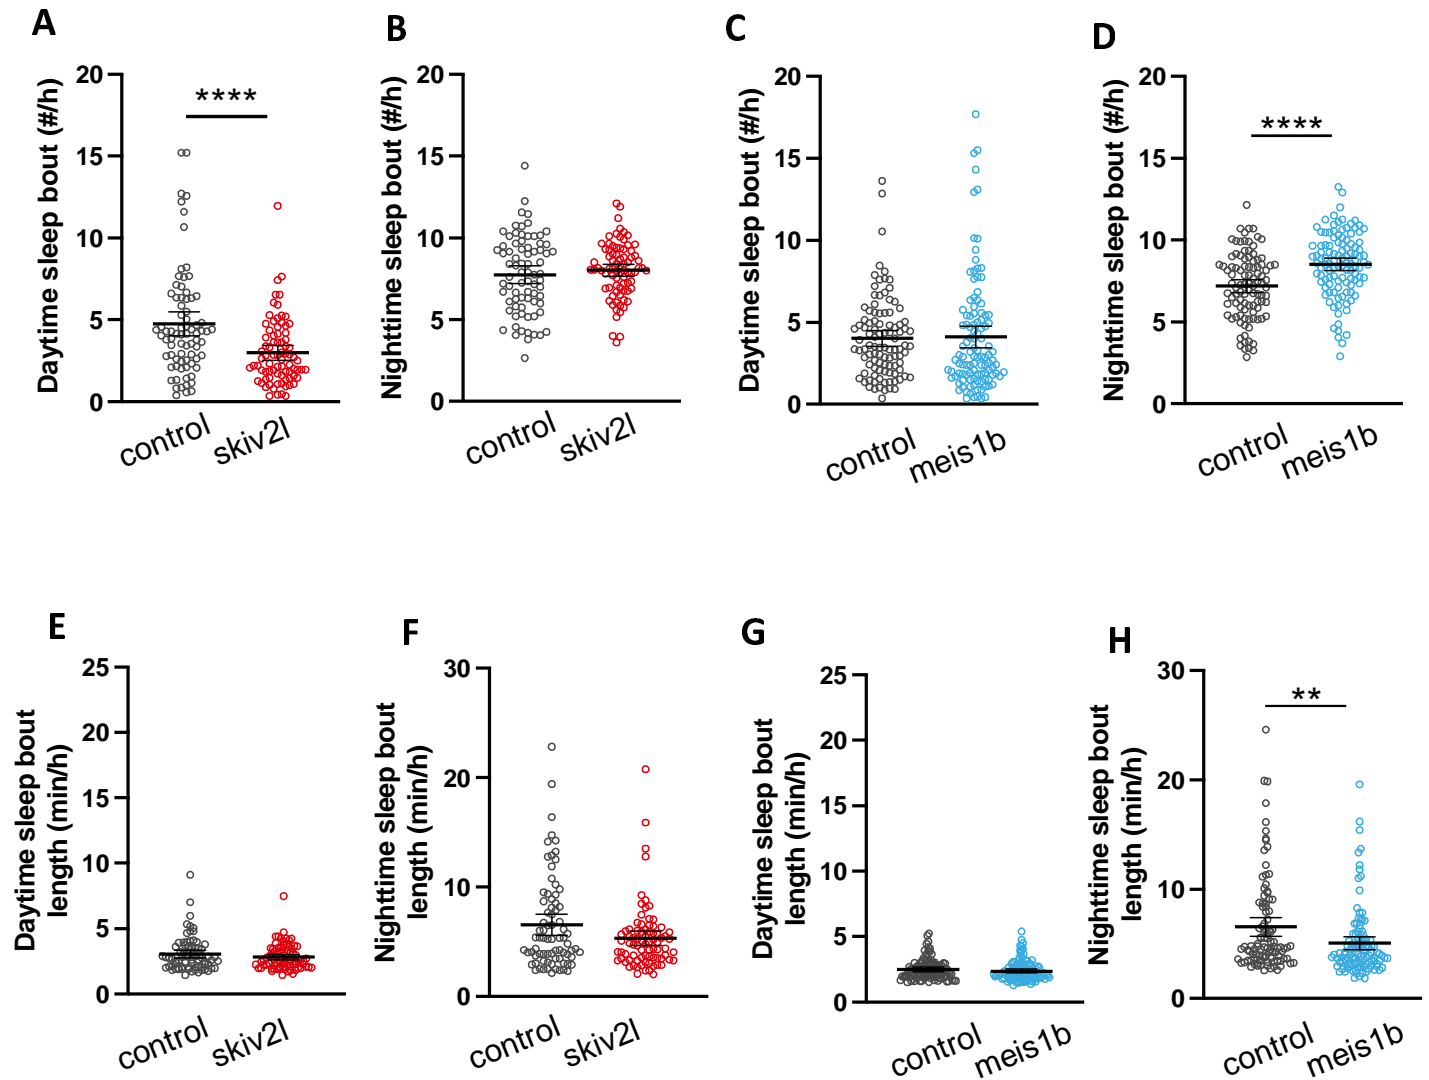 A
B
C
D
Daytime sleep bout (#/h)
20
15
10
5
0
****
control
skiv2l
Nighttime sleep bout (#/h)
20
15
10
5
0
control
skiv2l
Daytime sleep bout (#/h)
20
15
10
5
0
control
meis1b
Nighttime sleep bout (#/h)
20
15
10
5
0
****
control
meis1b
E
F
G
H
Daytime sleep bout
length (min/h)
25
20
15
10
5
0
control
skiv2l
Nighttime sleep bout
length (min/h)
30
20
10
0
control
skiv2l
Daytime sleep bout
length (min/h)
25
20
15
10
5
0
control
meis1b
Nighttime sleep bout
length (min/h)
30
20
10
0
**
control
meis1b